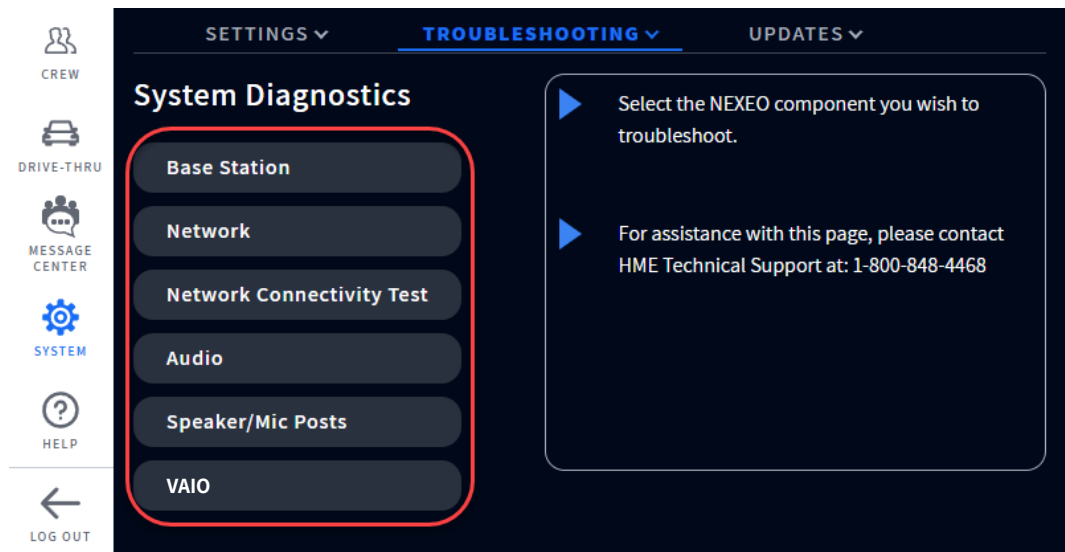 CREW
DRIVE-THRU
MESSAGE
CENTER
SYSTEM
HELP
LOG OUT
SETTINGS
TROUBLESHOOTING
UPDATES
System Diagnostics
Base Station
Network
Network Connectivity Test
Audio
Speaker/Mic Posts
VAIO
Select the NEXEO component you wish to
troubleshoot.
For assistance with this page, please contact
HME Technical Support at: 1-800-848-4468